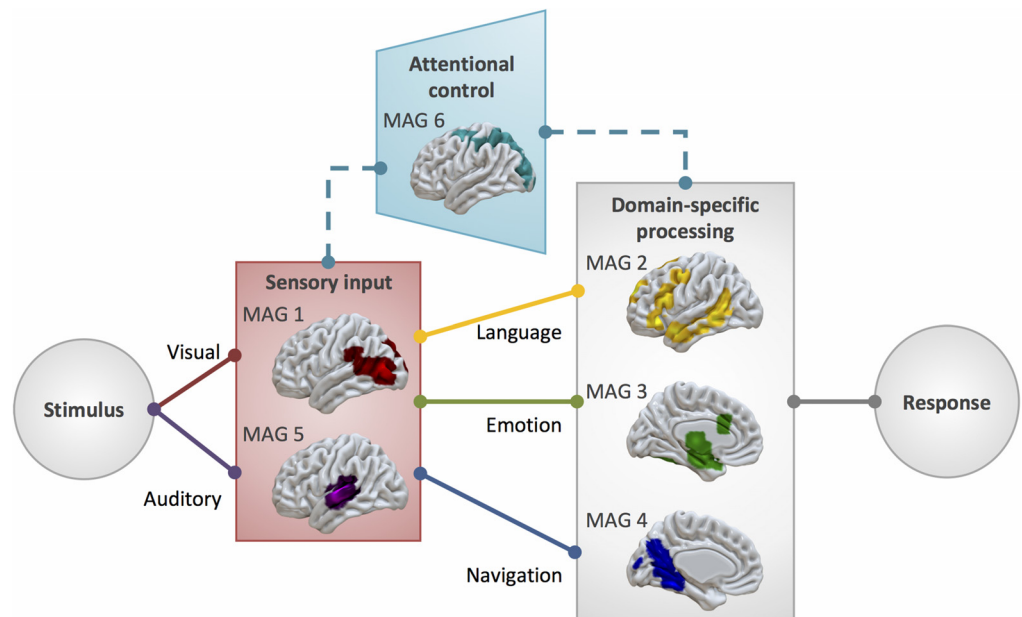 Attentional
control
MAG 6
Domain-specific
processing
MAG 2
Sensory input
MAG 1
Visual
Language
Stimulus
MAG 3
Emotion
Response
MAG 5
Auditory
MAG 4
Navigation